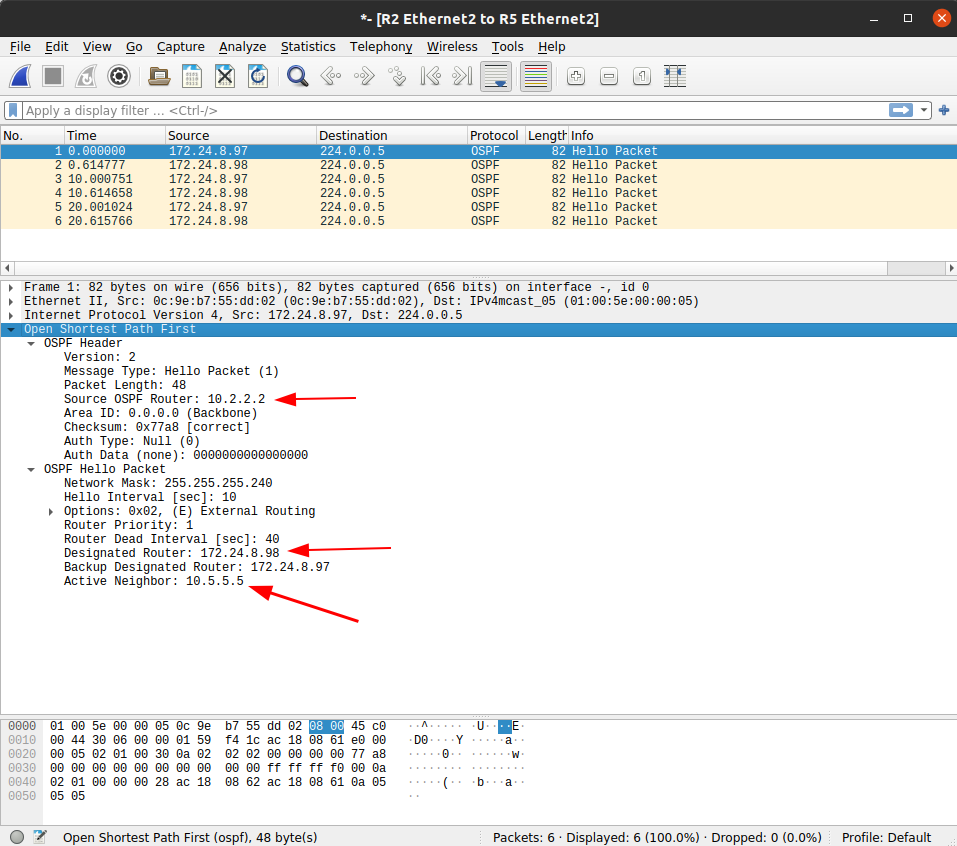 *- [R2 Ethernet2 to R5 Ethernet2]
File Edit View Go Capture Analyze Statistics Telephony Wireless Tools Help
Apply a display filter ... <Ctrl-/>
No. Time Source Destination Protocol Length Info
1 0.000000 172.24.8.97 224.0.0.5 OSPF 82 Hello Packet
2 0.614777 172.24.8.98 224.0.0.5 OSPF 82 Hello Packet
3 10.000751 172.24.8.97 224.0.0.5 OSPF 82 Hello Packet
4 10.614658 172.24.8.98 224.0.0.5 OSPF 82 Hello Packet
5 20.001024 172.24.8.97 224.0.0.5 OSPF 82 Hello Packet
6 20.615766 172.24.8.98 224.0.0.5 OSPF 82 Hello Packet
Frame 1: 82 bytes on wire (656 bits), 82 bytes captured (656 bits) on interface -, id 0
Ethernet II, Src: 0c:9e:b7:55:dd:02 (0c:9e:b7:55:dd:02), Dst: IPv4mcast_05 (01:00:5e:00:00:05)
Internet Protocol Version 4, Src: 172.24.8.97, Dst: 224.0.0.5
Open Shortest Path First
OSPF Header
Version: 2
Message Type: Hello Packet (1)
Packet Length: 48
Source OSPF Router: 10.2.2.2
Area ID: 0.0.0.0 (Backbone)
Checksum: 0x77a8 [correct]
Auth Type: Null (0)
Auth Data (none): 0000000000000000
OSPF Hello Packet
Network Mask: 255.255.255.240
Hello Interval [sec]: 10
Options: 0x02, (E) External Routing
Router Priority: 1
Router Dead Interval [sec]: 40
Designated Router: 172.24.8.98
Backup Designated Router: 172.24.8.97
Active Neighbor: 10.5.5.5
0000 01 00 5e 00 00 05 0c 9e b7 55 dd 02 08 00 45 c0 ··^····· ·U····E·
0010 00 44 30 06 00 00 01 59 f4 1c ac 18 08 61 e0 00 ·D0····Y ·····a··
0020 00 05 02 01 00 30 0a 02 02 02 00 00 00 00 77 a8 ·····0·· ······w·
0030 00 00 00 00 00 00 00 00 00 00 ff ff ff f0 00 0a ········ ········
0040 02 01 00 00 00 28 ac 18 08 62 ac 18 08 61 0a 05 ·····(·· ·b···a··
0050 05 05 ··
Open Shortest Path First (ospf), 48 byte(s) Packets: 6 · Displayed: 6 (100.0%) · Dropped: 0 (0.0%) Profile: Default